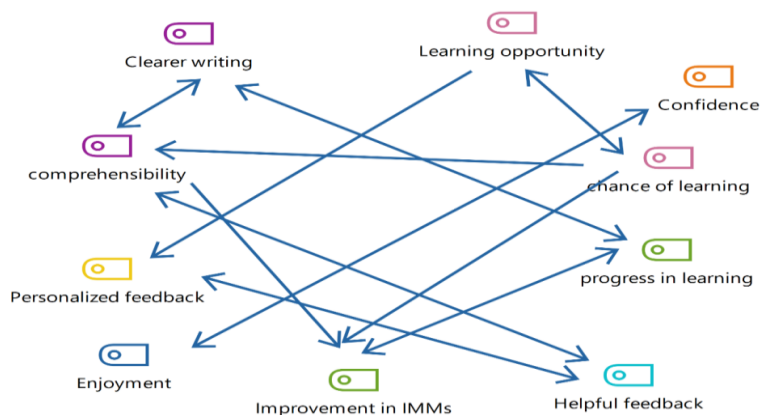 Clearer writing
Learning opportunity
Confidence
comprehensibility
chance of learning
Personalized feedback
progress in learning
Enjoyment
Improvement in IMMs
Helpful feedback